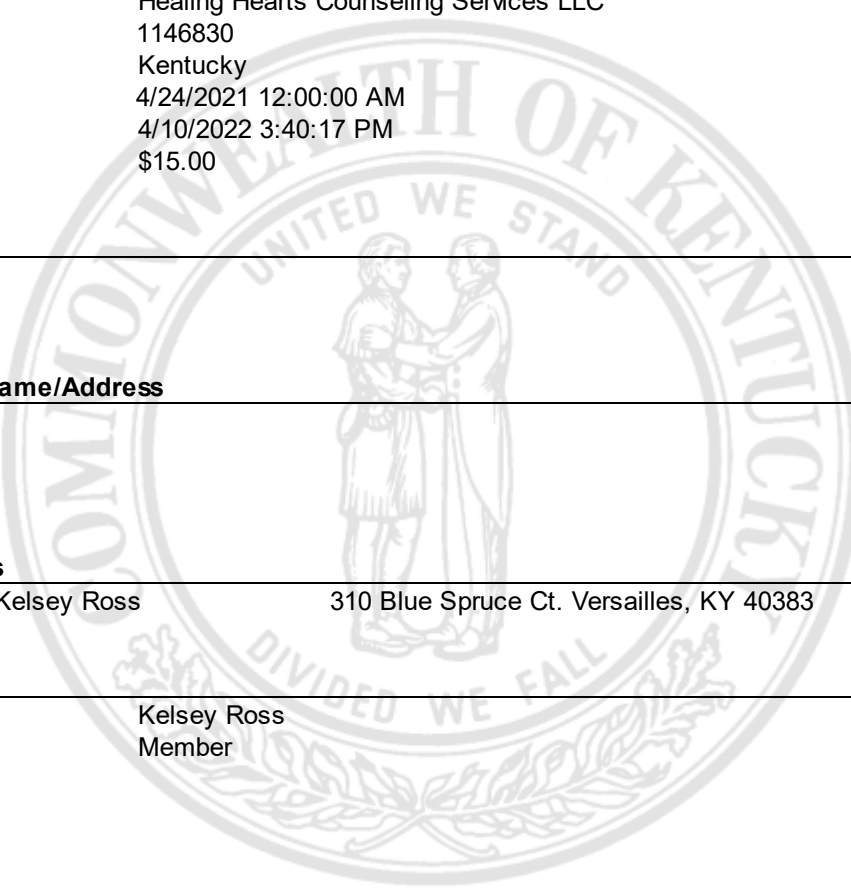 Healing Hearts Counseling Services LLC
1146830
Kentucky
4/24/2021 12:00:00 AM
4/10/2022 3:40:17 PM
$15.00
ame/Address
s
Kelsey Ross 310 Blue Spruce Ct. Versailles, KY 40383
Kelsey Ross
Member
COMMONWEALTH OF KENTUCKY
UNITED WE STAND
DIVIDED WE FALL